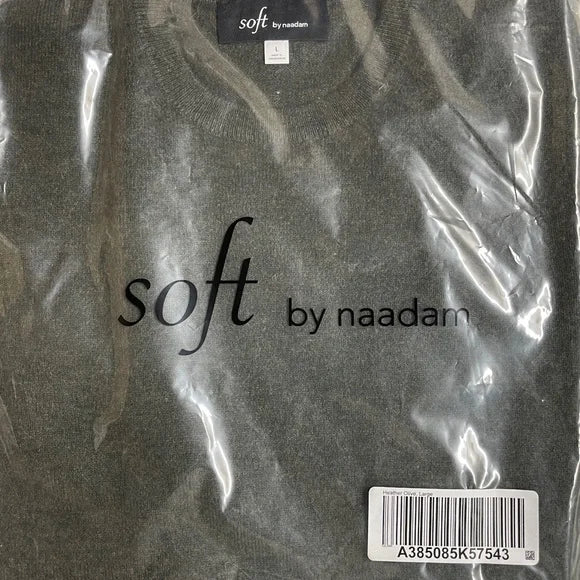 soft by naadam
L
soft by naadam
Heather Olive, Large
A385085K57543